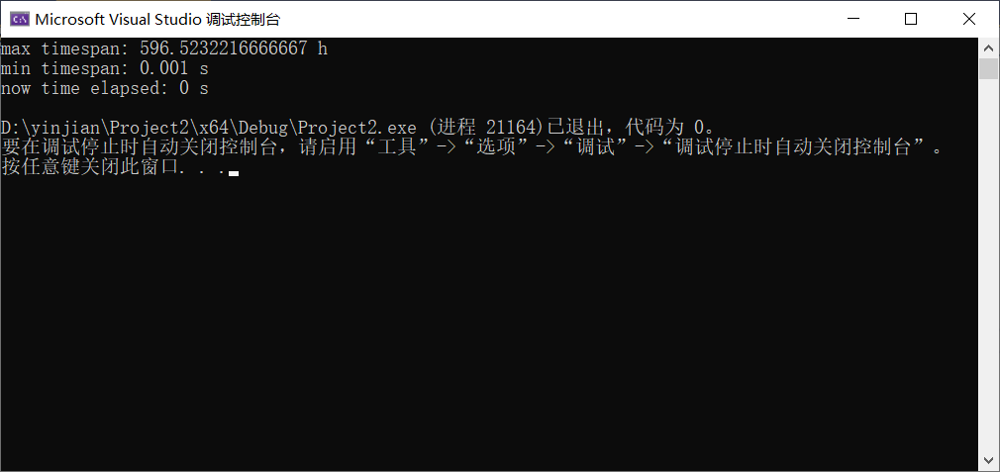 Microsoft Visual Studio 调试控制台
max timespan: 596.5232216666667 h
min timespan: 0.001 s
now time elapsed: 0 s
D:\yinjian\Project2\x64\Debug\Project2.exe (进程 21164)已退出，代码为 0。
要在调试停止时自动关闭控制台，请启用“工具”->“选项”->“调试”->“调试停止时自动关闭控制台”。
按任意键关闭此窗口. . .